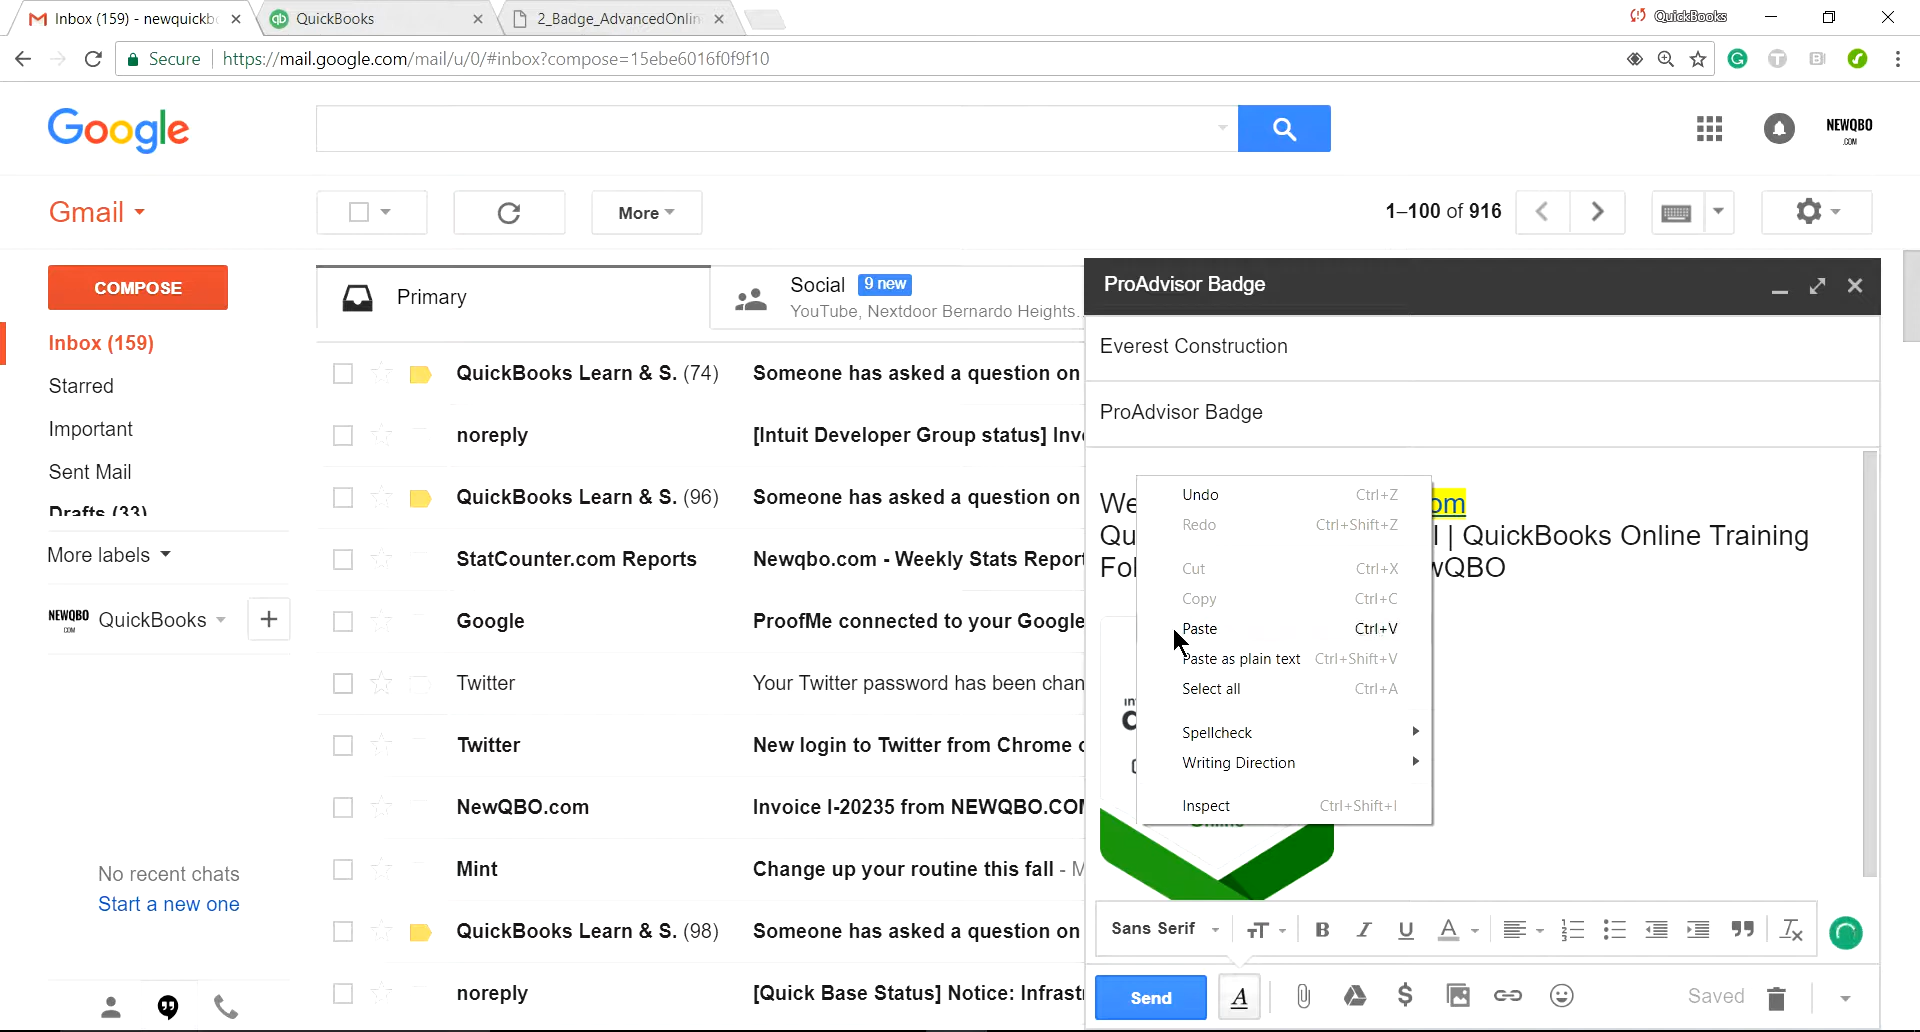 Inbox (159) - newquickb
QuickBooks
2_Badge_AdvancedOnlin
QuickBooks
Secure
https://mail.google.com/mail/u/0/#inbox?compose=15ebe6016f0f9f10
Google
NEWQBO
.COM
Gmail
More
1–100 of 916
COMPOSE
Primary
Social 9 new
YouTube, Nextdoor Bernardo Heights..
ProAdvisor Badge
Inbox (159)
Starred
Important
Sent Mail
Drafts (33)
More labels
NEWQBO
COM
QuickBooks
No recent chats
Start a new one
QuickBooks Learn & S. (74) Someone has asked a question on
noreply [Intuit Developer Group status] Inv
QuickBooks Learn & S. (96) Someone has asked a question on
StatCounter.com Reports Newqbo.com - Weekly Stats Report
Google ProofMe connected to your Google
Twitter Your Twitter password has been chan
Twitter New login to Twitter from Chrome
NewQBO.com Invoice I-20235 from NEWQBO.COM
Mint Change up your routine this fall -
QuickBooks Learn & S. (98) Someone has asked a question on
noreply [Quick Base Status] Notice: Infrast
Everest Construction
ProAdvisor Badge
We om
Qu l | QuickBooks Online Training
Fol wQBO
Undo Ctrl+Z
Redo Ctrl+Shift+Z
Cut Ctrl+X
Copy Ctrl+C
Paste Ctrl+V
Paste as plain text Ctrl+Shift+V
Select all Ctrl+A
Spellcheck
Writing Direction
Inspect Ctrl+Shift+I
Online
Sans Serif
B I U A
Send A
Saved